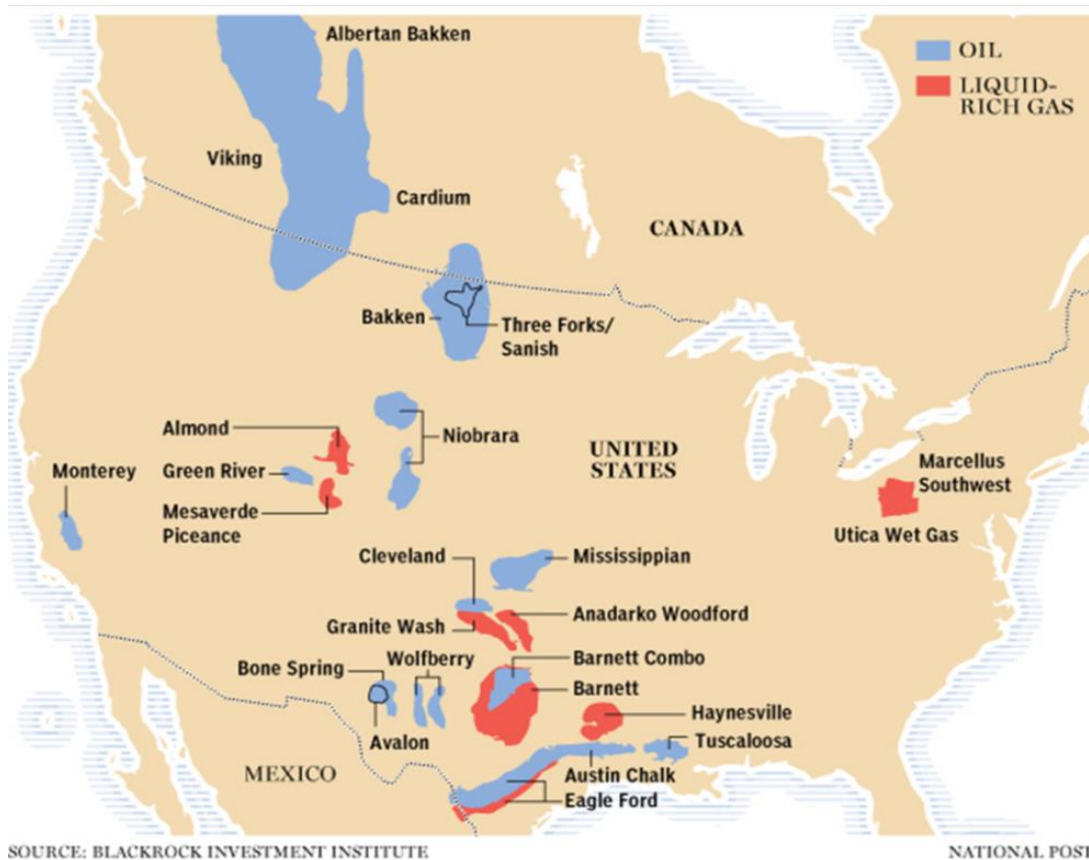 Albertan Bakken
OIL
LIQUID-
RICH GAS
Viking
Cardium
CANADA
Bakken
Three Forks/
Sanish
Almond
Niobrara
UNITED
STATES
Monterey
Green River
Marcellus
Southwest
Mesaverde
Piceance
Utica Wet Gas
Cleveland
Mississippian
Granite Wash
Anadarko Woodford
Bone Spring
Wolfberry
Barnett Combo
Barnett
Haynesville
Avalon
Tuscaloosa
MEXICO
Austin Chalk
Eagle Ford
SOURCE: BLACKROCK INVESTMENT INSTITUTE
NATIONAL POST